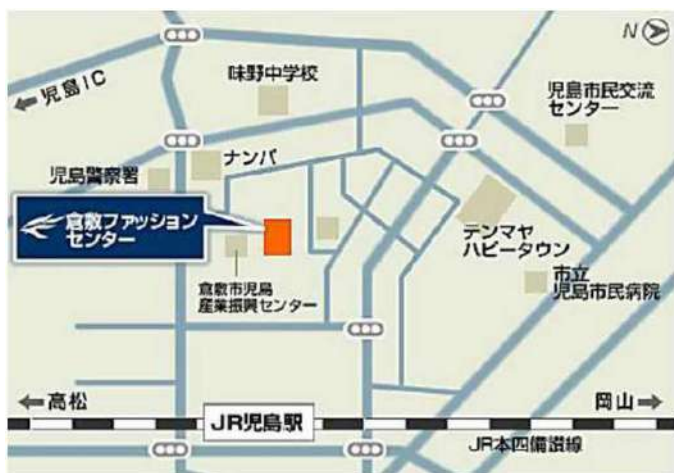 N
←児島IC
味野中学校
児島市民交流
センター
ナンバ
児島警察署
倉敷ファッション
センター
テンマヤ
ハピータウン
倉敷市児島
産業振興センター
市立
児島市民病院
←高松
岡山→
JR児島駅
JR本四備讃線